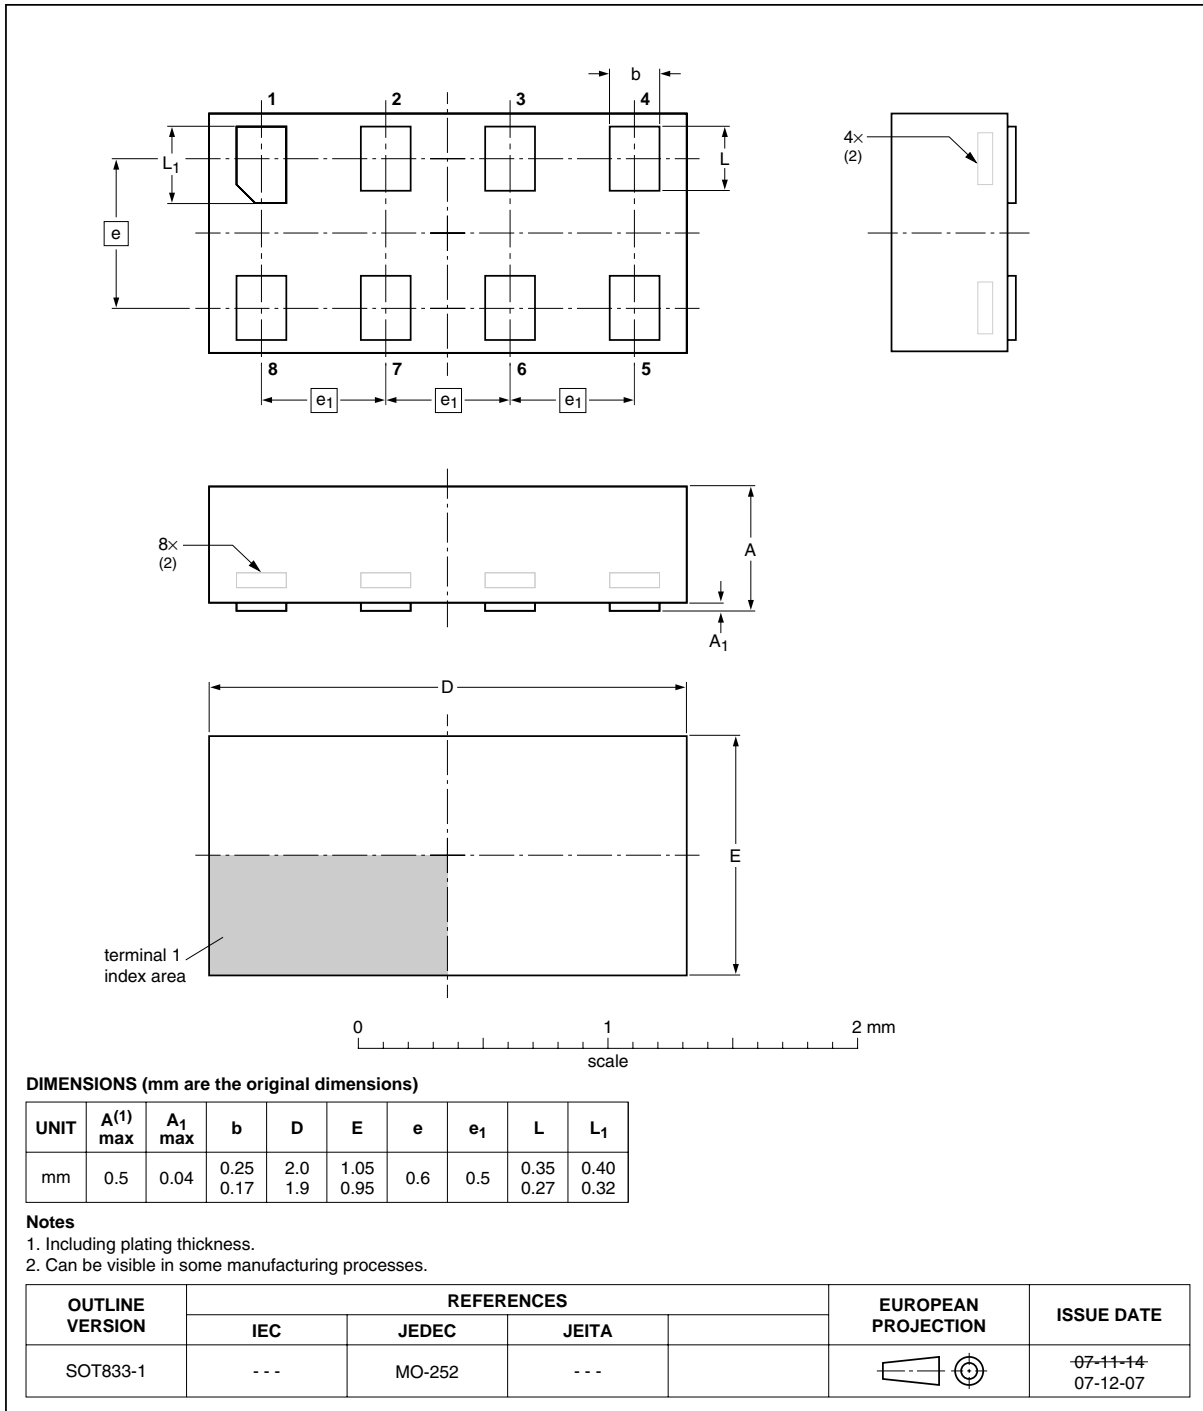 b
1 2 3 4
4×
(2)
L1
L
e
8 7 6 5
e1 e1 e1
8×
(2)
A
A1
D
E
terminal 1
index area
0 1 2 mm
scale
DIMENSIONS (mm are the original dimensions)
UNIT A(1) max A1 max b D E e e1 L L1
mm 0.5 0.04 0.25 0.17 2.0 1.9 1.05 0.95 0.6 0.5 0.35 0.27 0.40 0.32
Notes
1. Including plating thickness.
2. Can be visible in some manufacturing processes.
OUTLINE VERSION REFERENCES EUROPEAN PROJECTION ISSUE DATE
IEC JEDEC JEITA
SOT833-1 - - - MO-252 - - - 07-11-14
07-12-07